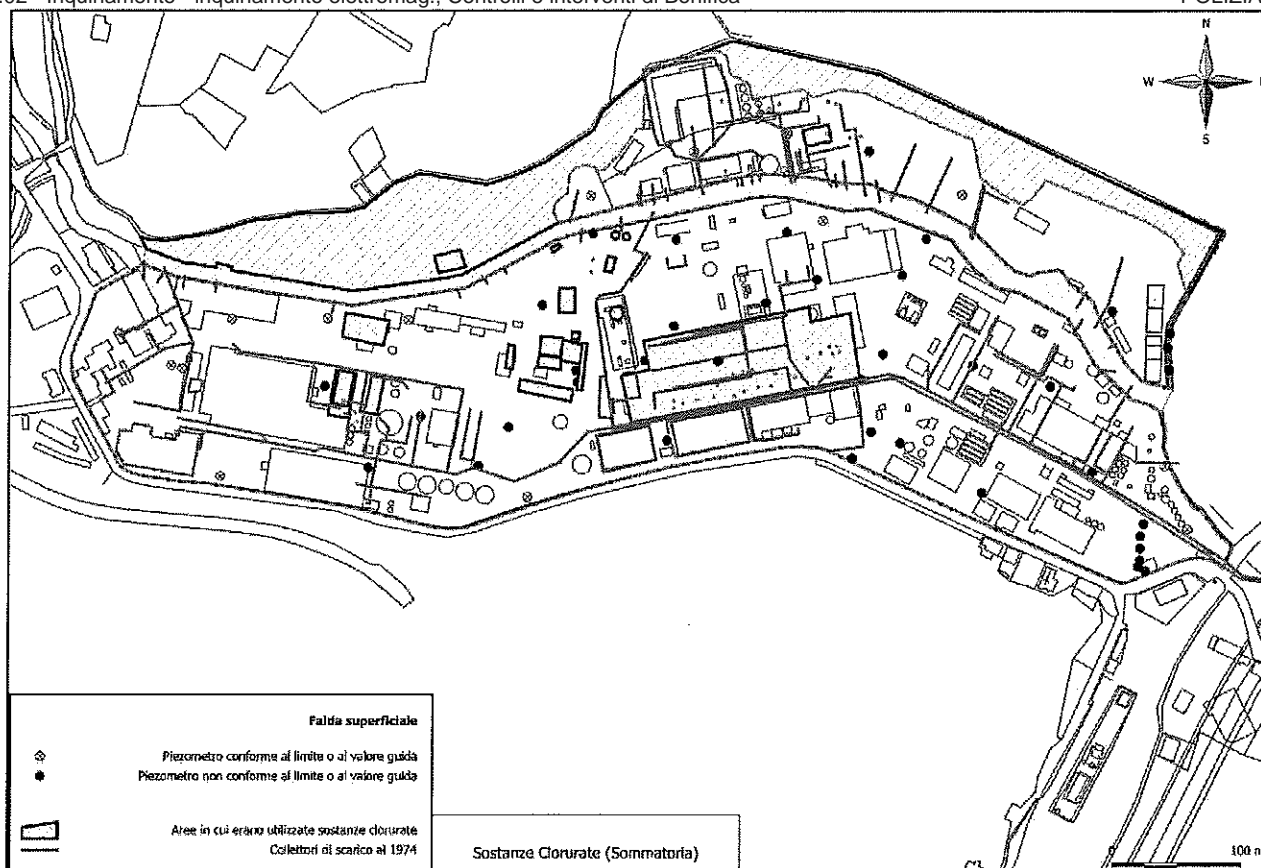 Inquinamento - Inquinamento elettromag., Controlli e interventi di Bonifica
N
W
S
Falda superficiale
Piezometro conforme al limite o al valore guida
Piezometro non conforme al limite o al valore guida
Aree in cui erano utilizzate sostanze clorurate
Collettori di scarico al 1974
Sostanze Clorurate (Sommatoria)
0
100 m